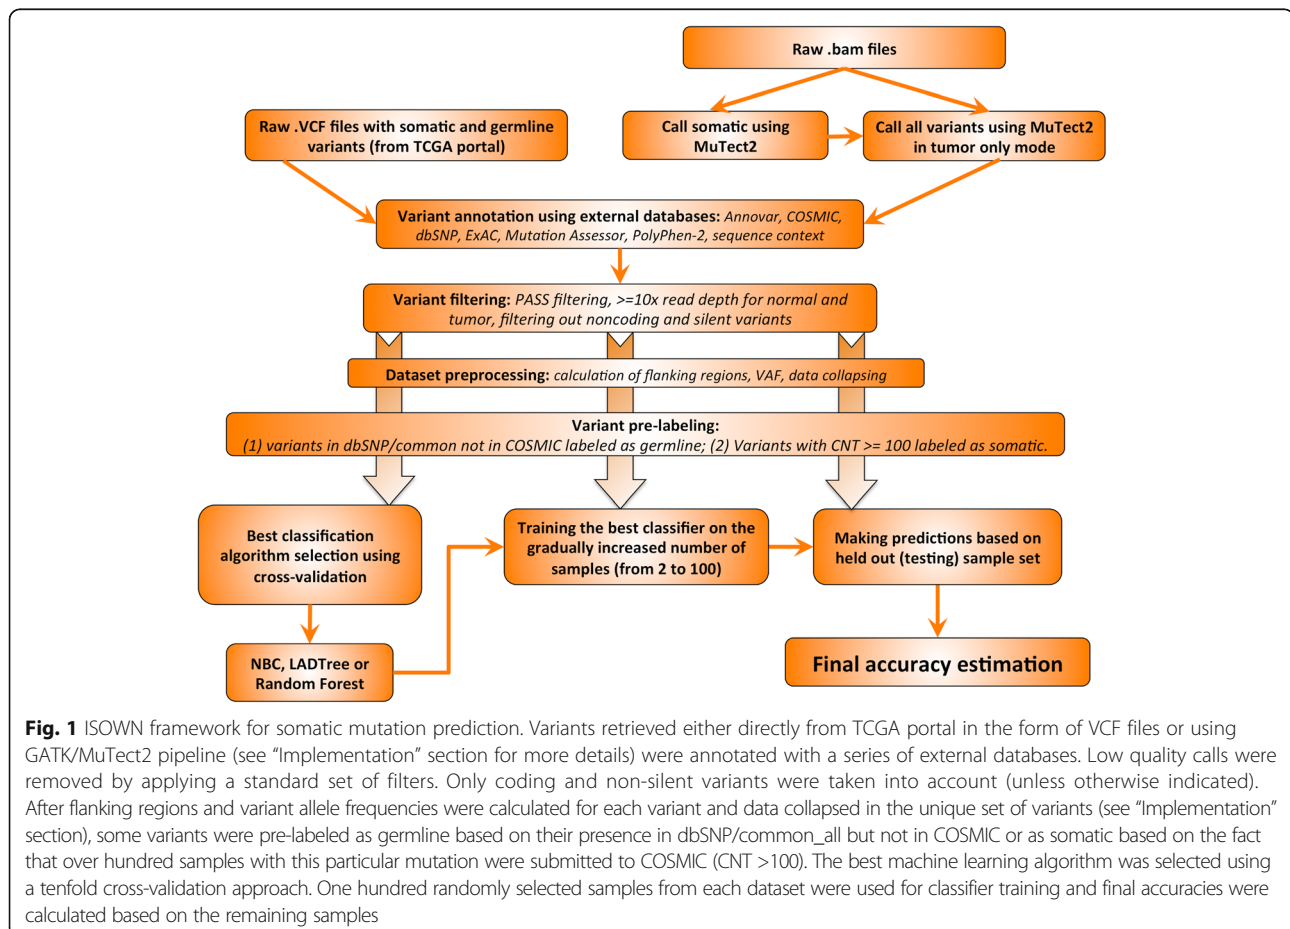 Raw .bam files
Raw .VCF files with somatic and germline
variants (from TCGA portal)
Call somatic using
MuTect2
Call all variants using MuTect2
in tumor only mode
Variant annotation using external databases: Annovar, COSMIC,
dbSNP, ExAC, Mutation Assessor, PolyPhen-2, sequence context
Variant filtering: PASS filtering, >=10x read depth for normal and
tumor, filtering out noncoding and silent variants
Dataset preprocessing: calculation of flanking regions, VAF, data collapsing
Variant pre-labeling:
(1) variants in dbSNP/common not in COSMIC labeled as germline; (2) Variants with CNT >= 100 labeled as somatic.
Best classification
algorithm selection using
cross-validation
Training the best classifier on the
gradually increased number of
samples (from 2 to 100)
Making predictions based on
held out (testing) sample set
NBC, LADTree or
Random Forest
Final accuracy estimation
Fig. 1 ISOWN framework for somatic mutation prediction. Variants retrieved either directly from TCGA portal in the form of VCF files or using
GATK/MuTect2 pipeline (see “Implementation” section for more details) were annotated with a series of external databases. Low quality calls were
removed by applying a standard set of filters. Only coding and non-silent variants were taken into account (unless otherwise indicated).
After flanking regions and variant allele frequencies were calculated for each variant and data collapsed in the unique set of variants (see “Implementation”
section), some variants were pre-labeled as germline based on their presence in dbSNP/common_all but not in COSMIC or as somatic based on the fact
that over hundred samples with this particular mutation were submitted to COSMIC (CNT >100). The best machine learning algorithm was selected using
a tenfold cross-validation approach. One hundred randomly selected samples from each dataset were used for classifier training and final accuracies were
calculated based on the remaining samples